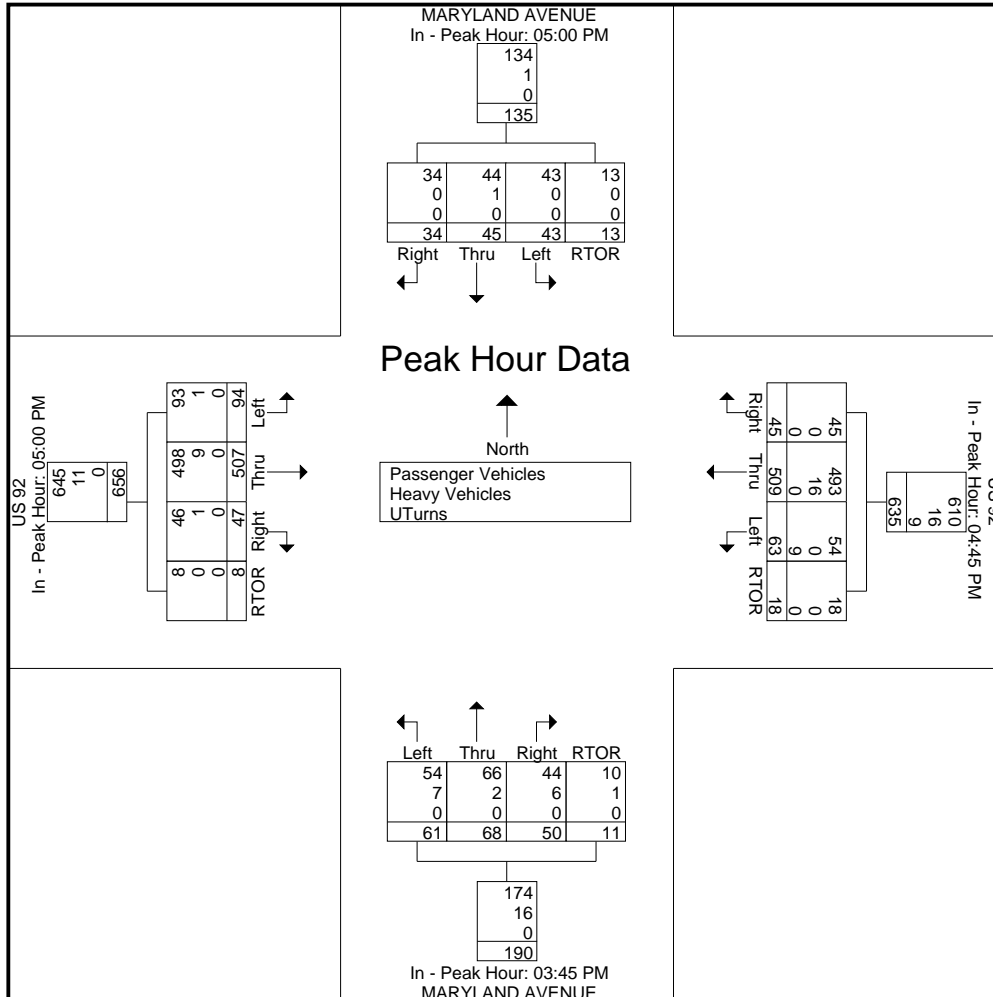 MARYLAND AVENUE
In - Peak Hour: 05:00 PM
134
1
0
135
34 44 43 13
0 1 0 0
0 0 0 0
34 45 43 13
Right Thru Left RTOR
Peak Hour Data
North
Passenger Vehicles
Heavy Vehicles
UTurns
US 92
In - Peak Hour: 05:00 PM
645
11
0
656
93 1 0 94 Left
498 9 0 507 Thru
46 1 0 47 Right
8 0 0 8 RTOR
Right 45 0 0 45
Thru 509 0 16 493
Left 63 9 0 54
RTOR 18 0 0 18
610
16
9
635
In - Peak Hour: 04:45 PM
US 92
Left Thru Right RTOR
54 66 44 10
7 2 6 1
0 0 0 0
61 68 50 11
174
16
0
190
In - Peak Hour: 03:45 PM
MARYLAND AVENUE